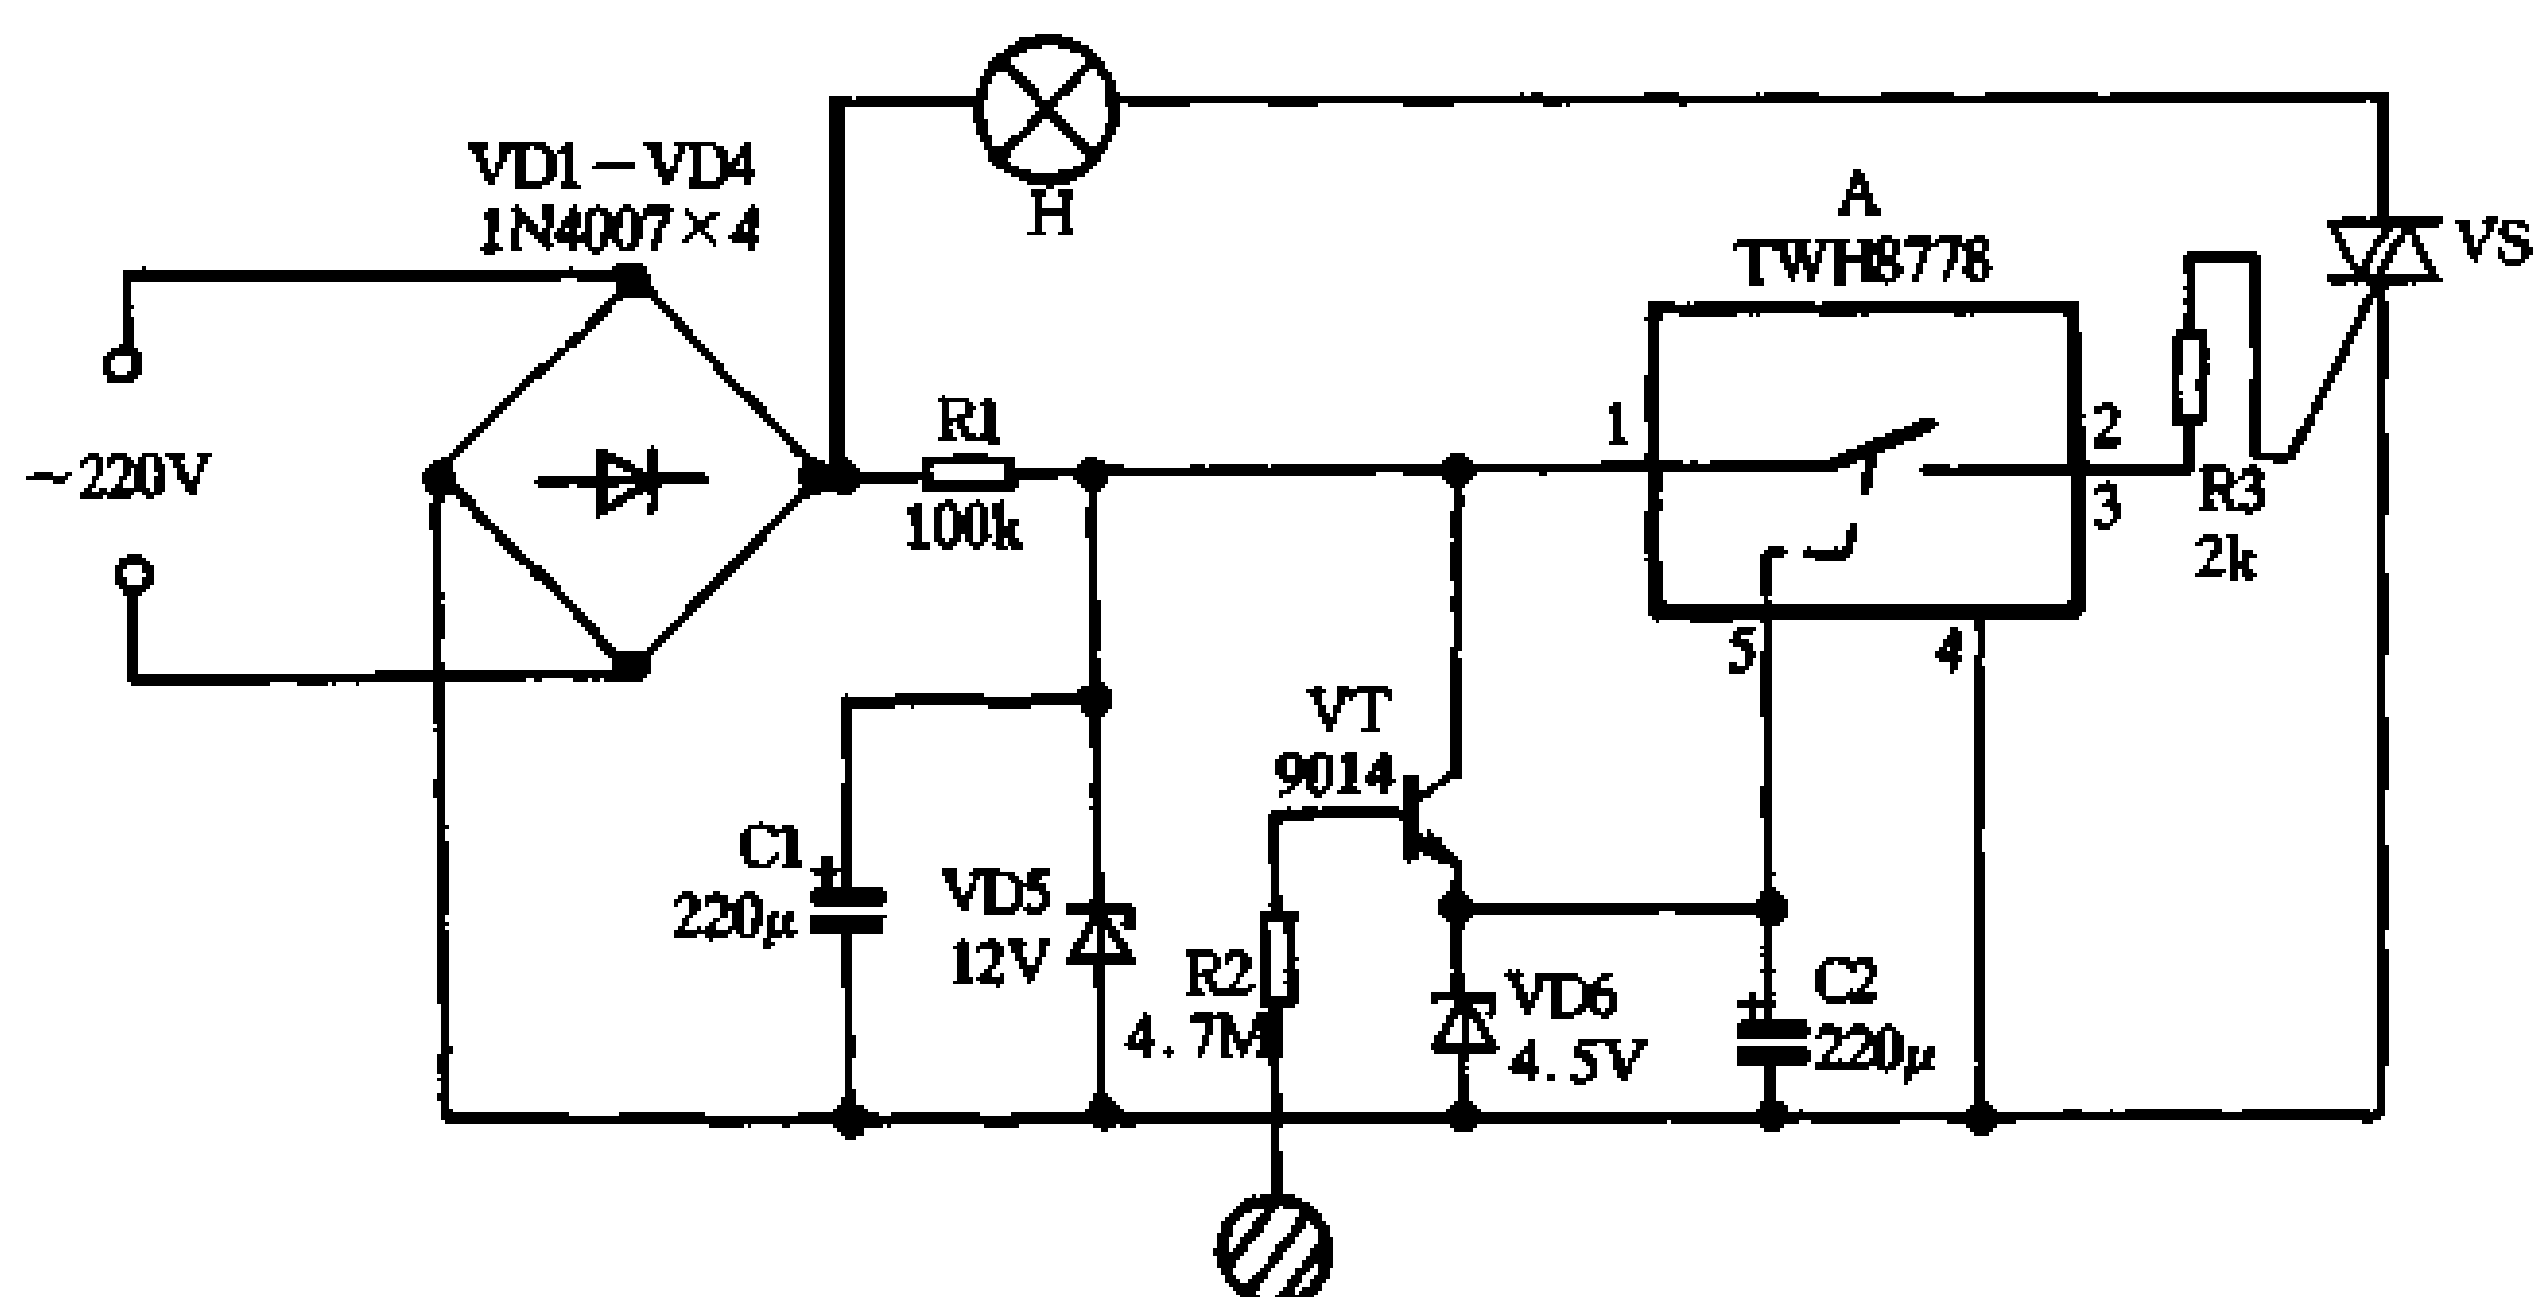 VD1－VD4
1N4007×4
H
A
TWH8778
VS
~220V
R1
100k
1
2
3
R3
2k
5
4
VT
9014
C1
+
220μ
VD5
12V
R2
4.7M
VD6
4.5V
C2
+
220μ